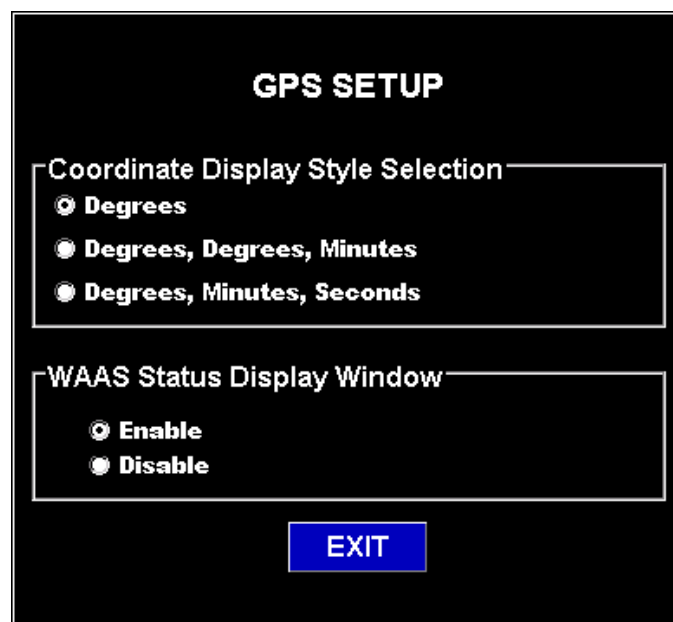 GPS SETUP
Coordinate Display Style Selection
Degrees
Degrees, Degrees, Minutes
Degrees, Minutes, Seconds
WAAS Status Display Window
Enable
Disable
EXIT